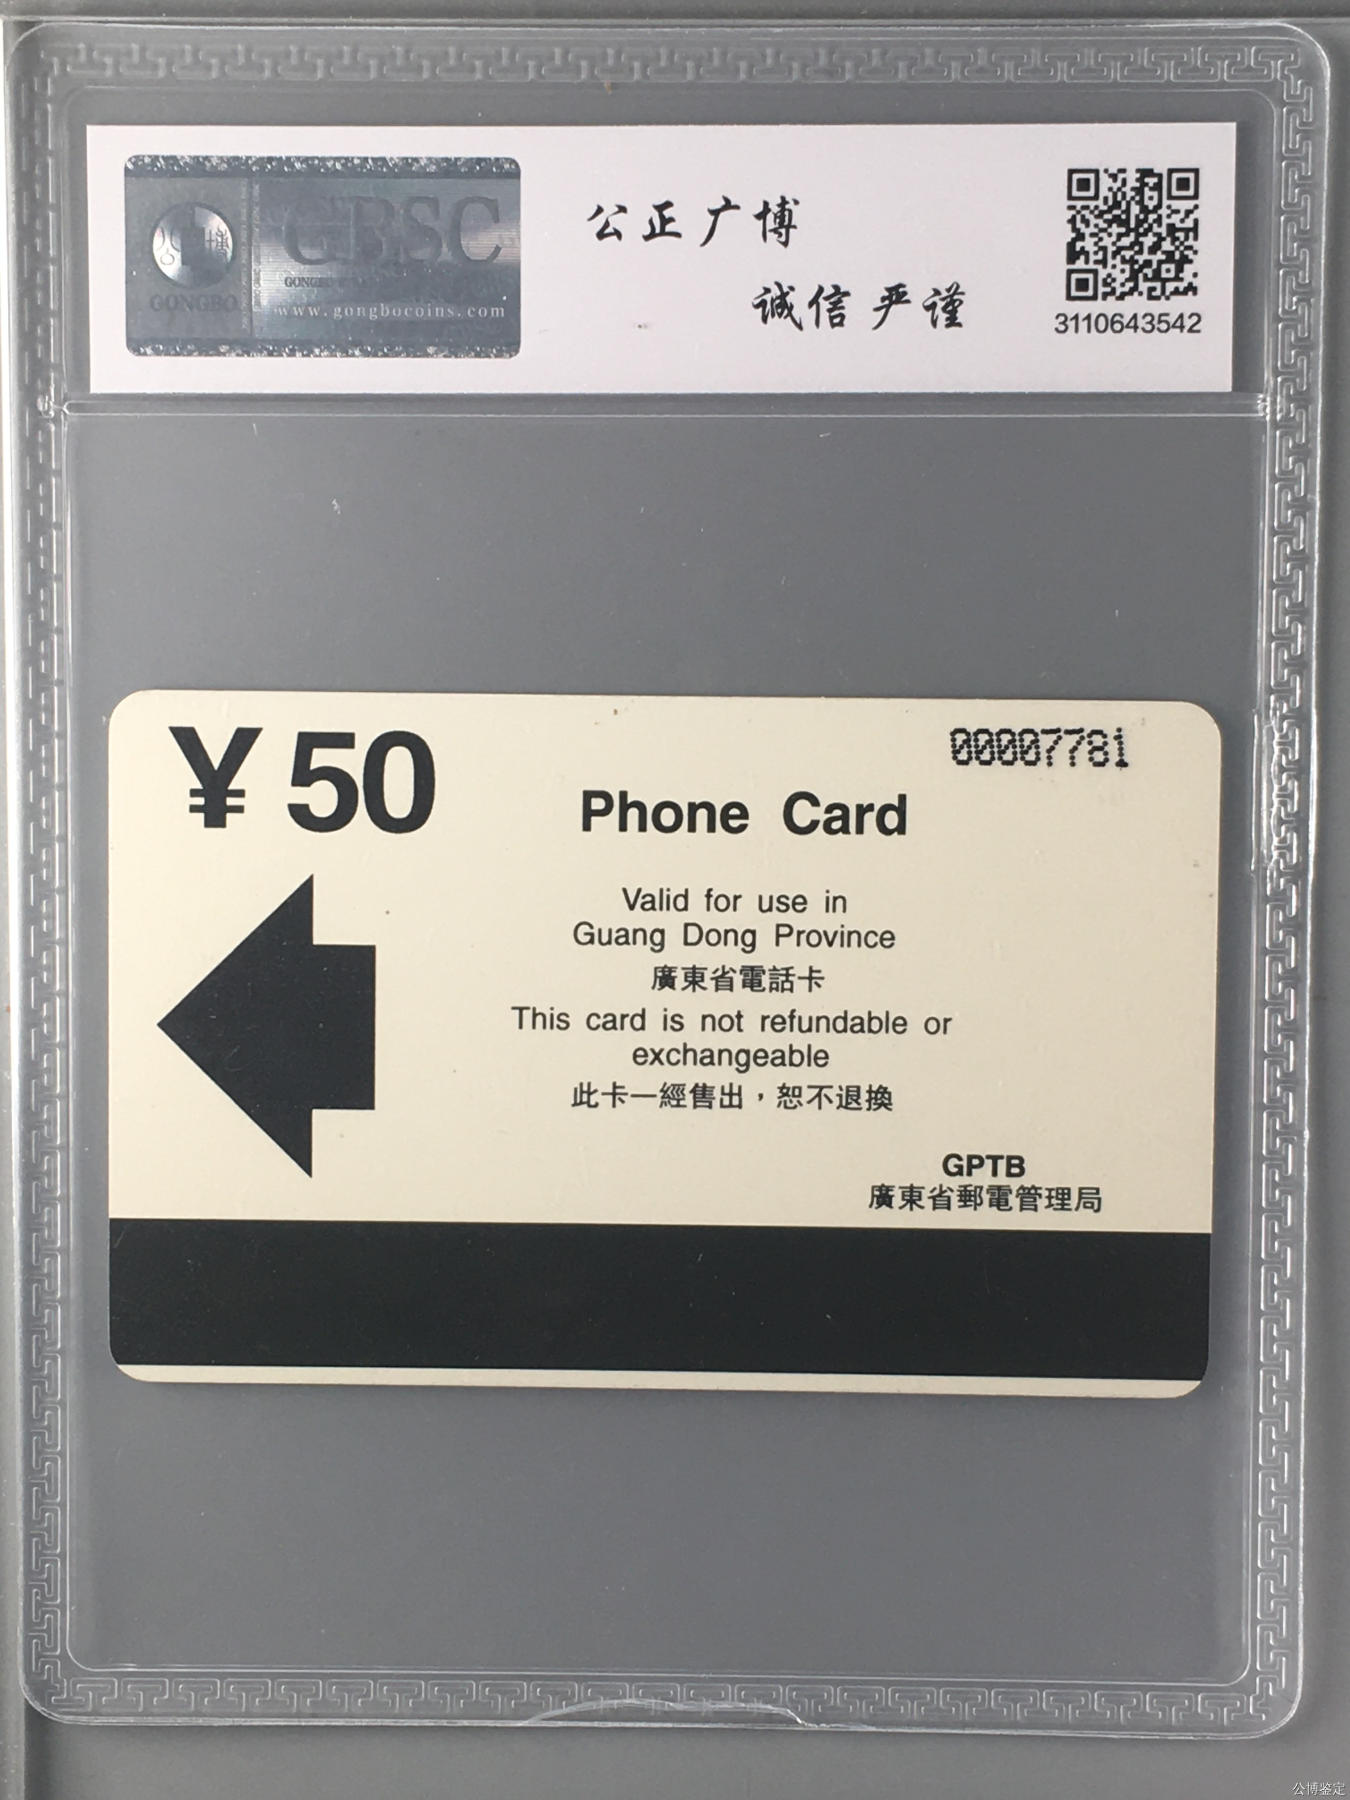 GBSC
GONGBO
www.gongbocoins.com
公正广博
诚信严谨
3110643542
¥50
00007781
Phone Card
Valid for use in
Guang Dong Province
廣東省電話卡
This card is not refundable or
exchangeable
此卡一經售出，恕不退換
GPTB
廣東省郵電管理局
公博鉴定